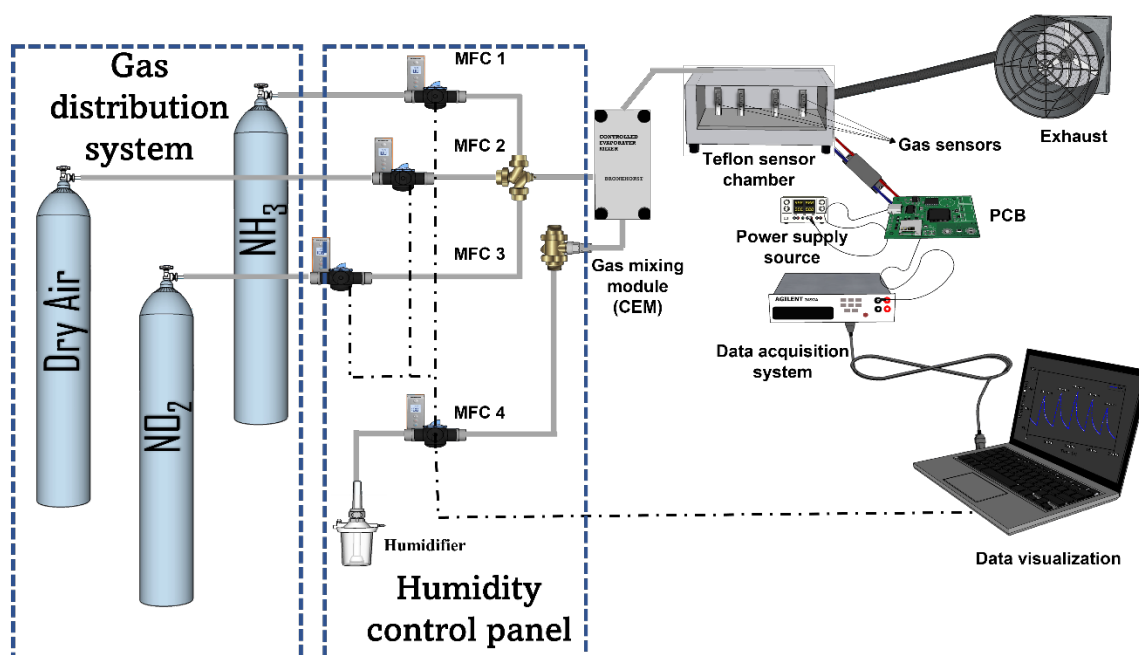 Gas
distribution
system
Dry Air
NO2
NH3
MFC 1
MFC 2
MFC 3
MFC 4
Humidifier
Humidity
control panel
CONTROLLED
EVAPORATOR
MIXER
BRONKHORST
Gas mixing
module
(CEM)
Teflon sensor
chamber
Gas sensors
Exhaust
PCB
Power supply
source
AGILENT
Data acquisition
system
Data visualization